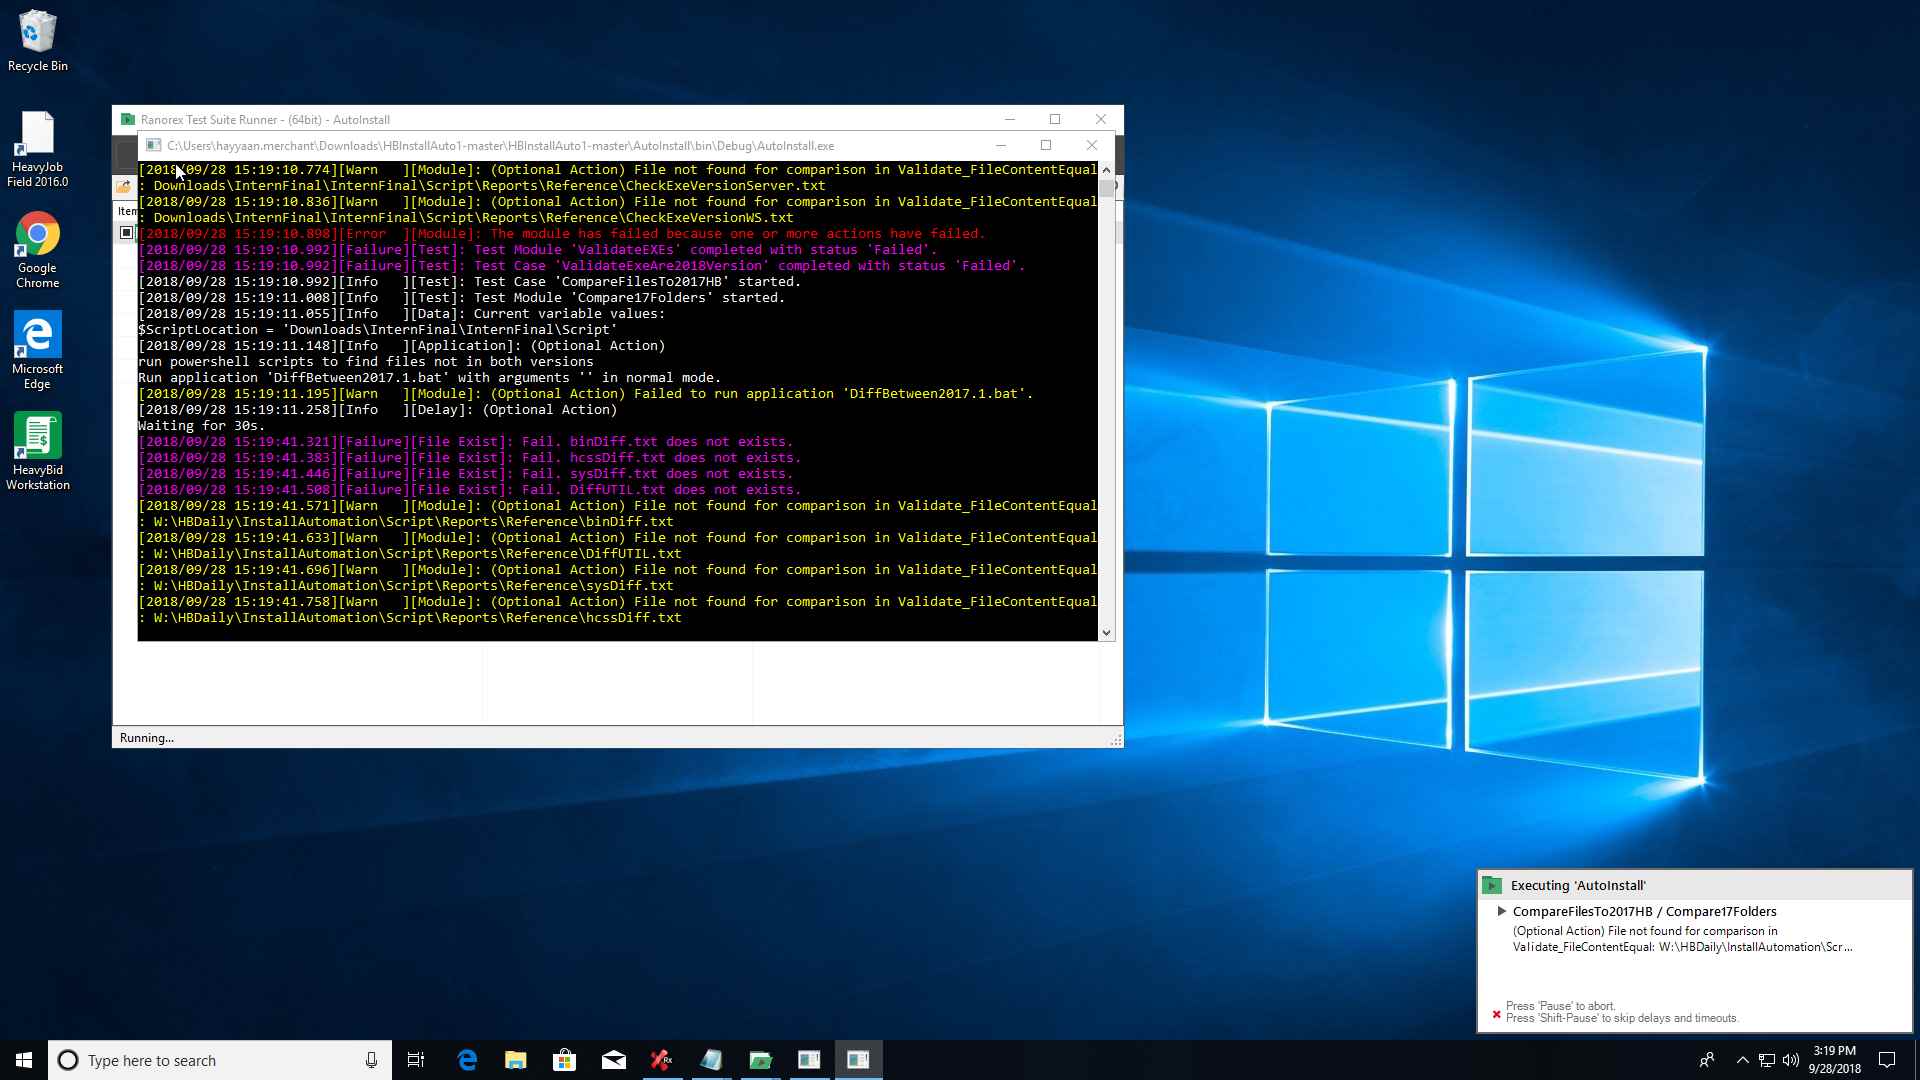 Recycle Bin
HeavyJob
Field 2016.0
Google
Chrome
Microsoft
Edge
HeavyBid
Workstation
Ranorex Test Suite Runner - (64bit) - AutoInstall
C:\Users\hayyaan.merchant\Downloads\HBInstallAuto1-master\HBInstallAuto1-master\AutoInstall\bin\Debug\AutoInstall.exe
Item
[2018/09/28 15:19:10.774][Warn   ][Module]: (Optional Action) File not found for comparison in Validate_FileContentEqual
: Downloads\InternFinal\InternFinal\Script\Reports\Reference\CheckExeVersionServer.txt
[2018/09/28 15:19:10.836][Warn   ][Module]: (Optional Action) File not found for comparison in Validate_FileContentEqual
: Downloads\InternFinal\InternFinal\Script\Reports\Reference\CheckExeVersionWS.txt
[2018/09/28 15:19:10.898][Error  ][Module]: The module has failed because one or more actions have failed.
[2018/09/28 15:19:10.992][Failure][Test]: Test Module 'ValidateEXEs' completed with status 'Failed'.
[2018/09/28 15:19:10.992][Failure][Test]: Test Case 'ValidateExeAre2018Version' completed with status 'Failed'.
[2018/09/28 15:19:10.992][Info   ][Test]: Test Case 'CompareFilesTo2017HB' started.
[2018/09/28 15:19:11.008][Info   ][Test]: Test Module 'Compare17Folders' started.
[2018/09/28 15:19:11.055][Info   ][Data]: Current variable values:
$ScriptLocation = 'Downloads\InternFinal\InternFinal\Script'
[2018/09/28 15:19:11.148][Info   ][Application]: (Optional Action)
run powershell scripts to find files not in both versions
Run application 'DiffBetween2017.1.bat' with arguments '' in normal mode.
[2018/09/28 15:19:11.195][Warn   ][Module]: (Optional Action) Failed to run application 'DiffBetween2017.1.bat'.
[2018/09/28 15:19:11.258][Info   ][Delay]: (Optional Action)
Waiting for 30s.
[2018/09/28 15:19:41.321][Failure][File Exist]: Fail. binDiff.txt does not exists.
[2018/09/28 15:19:41.383][Failure][File Exist]: Fail. hcssDiff.txt does not exists.
[2018/09/28 15:19:41.446][Failure][File Exist]: Fail. sysDiff.txt does not exists.
[2018/09/28 15:19:41.508][Failure][File Exist]: Fail. DiffUTIL.txt does not exists.
[2018/09/28 15:19:41.571][Warn   ][Module]: (Optional Action) File not found for comparison in Validate_FileContentEqual
: W:\HBDaily\InstallAutomation\Script\Reports\Reference\binDiff.txt
[2018/09/28 15:19:41.633][Warn   ][Module]: (Optional Action) File not found for comparison in Validate_FileContentEqual
: W:\HBDaily\InstallAutomation\Script\Reports\Reference\DiffUTIL.txt
[2018/09/28 15:19:41.696][Warn   ][Module]: (Optional Action) File not found for comparison in Validate_FileContentEqual
: W:\HBDaily\InstallAutomation\Script\Reports\Reference\sysDiff.txt
[2018/09/28 15:19:41.758][Warn   ][Module]: (Optional Action) File not found for comparison in Validate_FileContentEqual
: W:\HBDaily\InstallAutomation\Script\Reports\Reference\hcssDiff.txt
Running...
Executing 'AutoInstall'
CompareFilesTo2017HB / Compare17Folders
(Optional Action) File not found for comparison in
Validate_FileContentEqual: W:\HBDaily\InstallAutomation\Scr...
Press 'Pause' to abort.
Press 'Shift-Pause' to skip delays and timeouts.
Type here to search
Rx
3:19 PM
9/28/2018